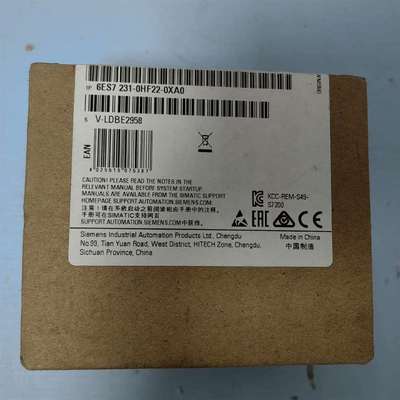 1P 6ES7 231-0HF22-0XA0
S V-LDBE2958
EAN
CAUTION! PLEASE READ THE NOTES IN THE
RELEVANT MANUAL BEFORE SYSTEM STARTUP
MANUALS ARE AVAILABLE FROM THE SIMATIC SUPPORT
HOMEPAGE SUPPORT.AUTOMATION.SIEMENS.COM
注意!请在系统启动之前阅读相关手册中的注释。
手册可在SIMATIC支持网页
SUPPORT.AUTOMATION.SIEMENS.COM中获得.
KCC-REM-S49-
S7200
EAC
Made in China
中国制造
Siemens Industrial Automation Products Ltd., Chengdu
No.99, Tian Yuan Road, West District, HITECH Zone, Chengdu,
Sichuan Province, China